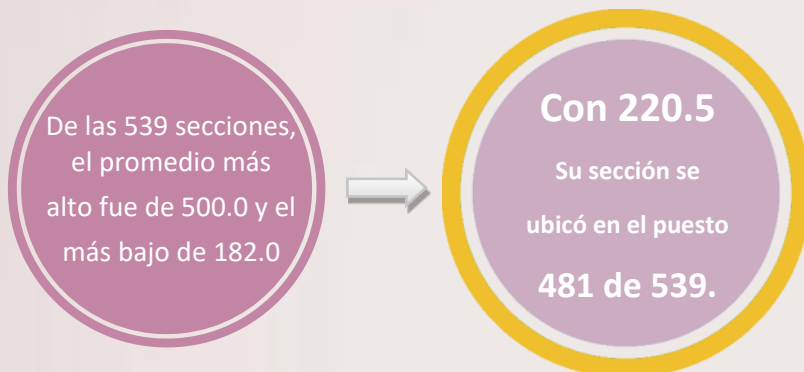 De las 539 secciones,
el promedio más
alto fue de 500.0 y el
más bajo de 182.0
Con 220.5
Su sección se
ubicó en el puesto
481 de 539.